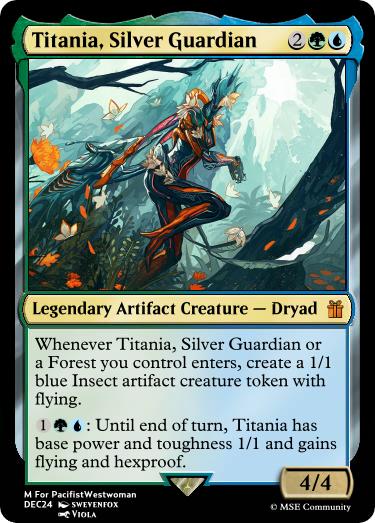 Titania, Silver Guardian 2
Legendary Artifact Creature — Dryad
Whenever Titania, Silver Guardian or
a Forest you control enters, create a 1/1
blue Insect artifact creature token with
flying.
1 : Until end of turn, Titania has
base power and toughness 1/1 and gains
flying and hexproof.
4/4
M For PacifistWestwoman
DEC24 SWEVENFOX
Viola
© MSE Community